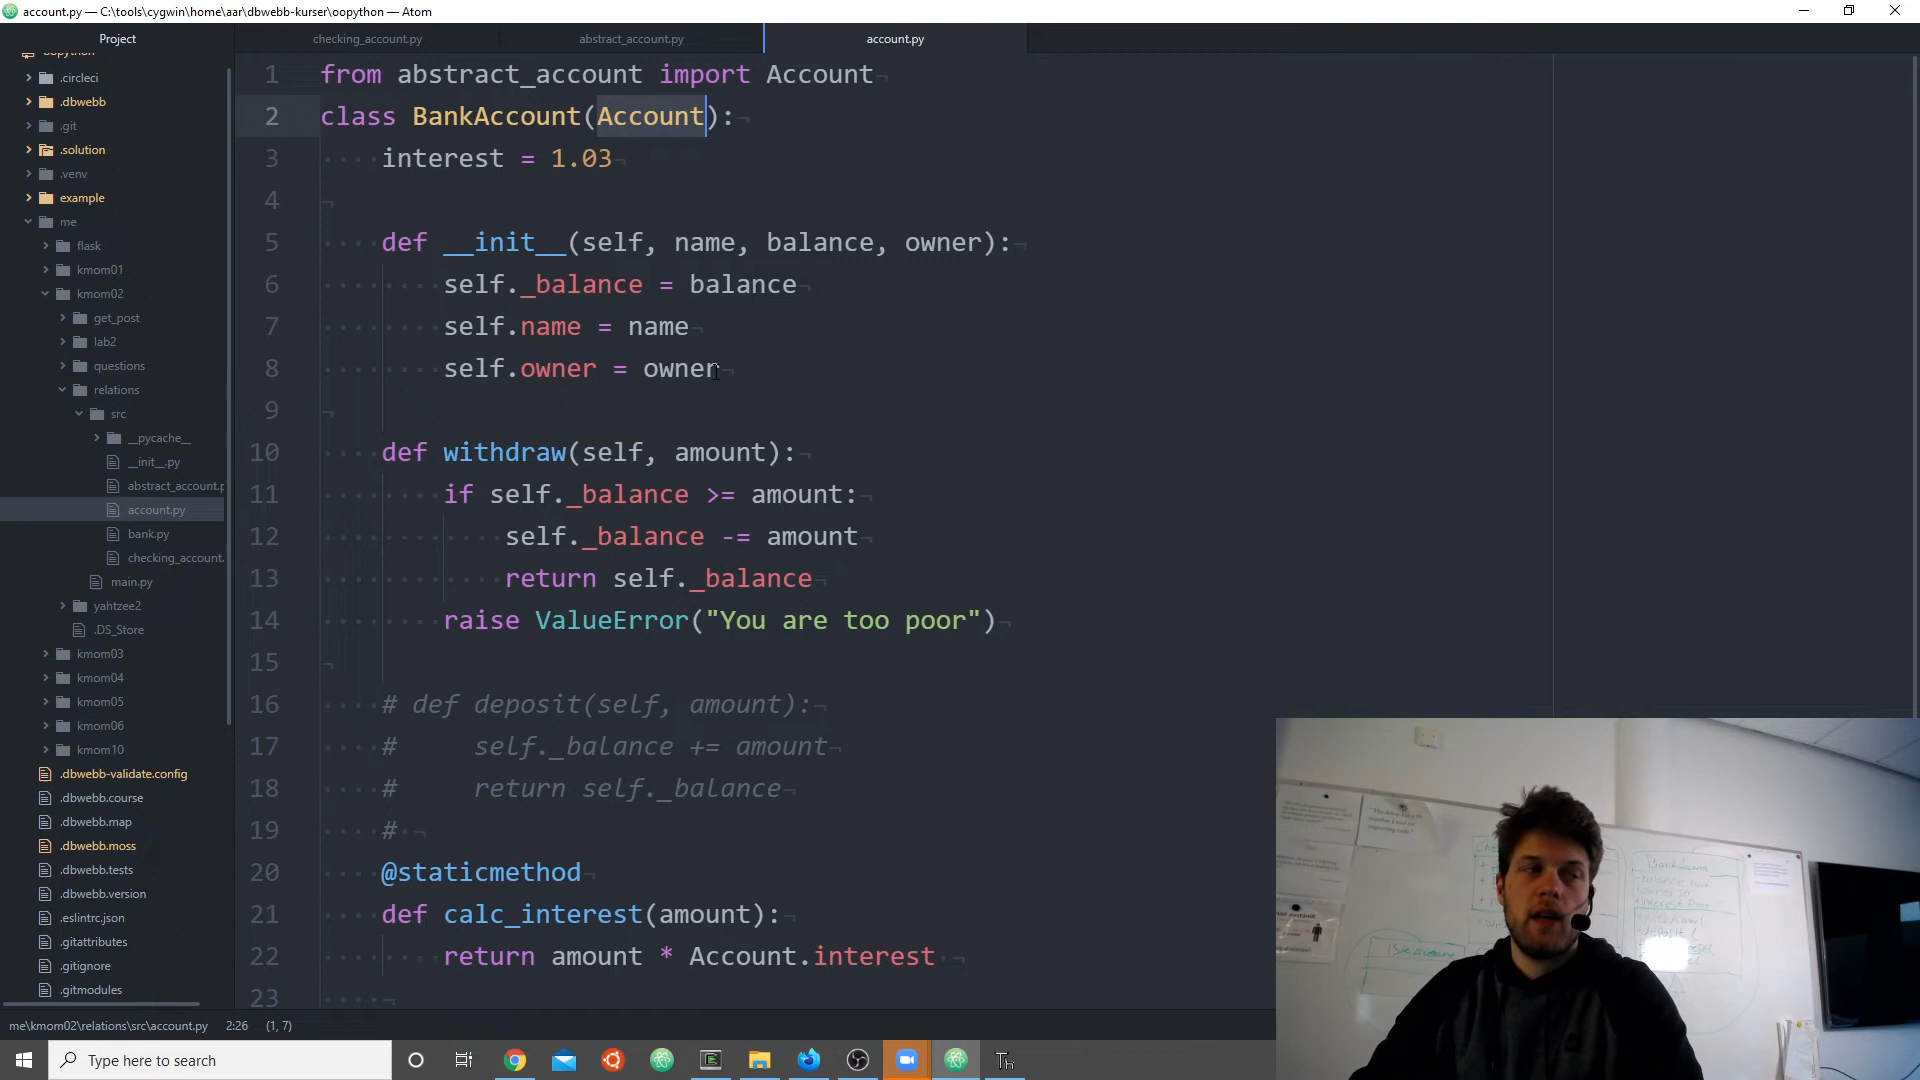 account.py — C:\tools\cygwin\home\aar\dbwebb-kurser\oopython — Atom
Project
checking_account.py
abstract_account.py
account.py
.circleci
.dbwebb
.git
.solution
.venv
example
me
flask
kmom01
kmom02
get_post
lab2
questions
relations
src
__pycache__
__init__.py
abstract_account.p
account.py
bank.py
checking_account.
main.py
yahtzee2
.DS_Store
kmom03
kmom04
kmom05
kmom06
kmom10
.dbwebb-validate.config
.dbwebb.course
.dbwebb.map
.dbwebb.moss
.dbwebb.tests
.dbwebb.version
.eslintrc.json
.gitattributes
.gitignore
.gitmodules
1 from abstract_account import Account
2 class BankAccount(Account):
3 interest = 1.03
4
5 def __init__(self, name, balance, owner):
6 self._balance = balance
7 self.name = name
8 self.owner = owner
9
10 def withdraw(self, amount):
11 if self._balance >= amount:
12 self._balance -= amount
13 return self._balance
14 raise ValueError("You are too poor")
15
16 # def deposit(self, amount):
17 # self._balance += amount
18 # return self._balance
19 #
20 @staticmethod
21 def calc_interest(amount):
22 return amount * Account.interest
23
BankAccount
me\kmom02\relations\src\account.py 2:26 (1, 7)
Type here to search